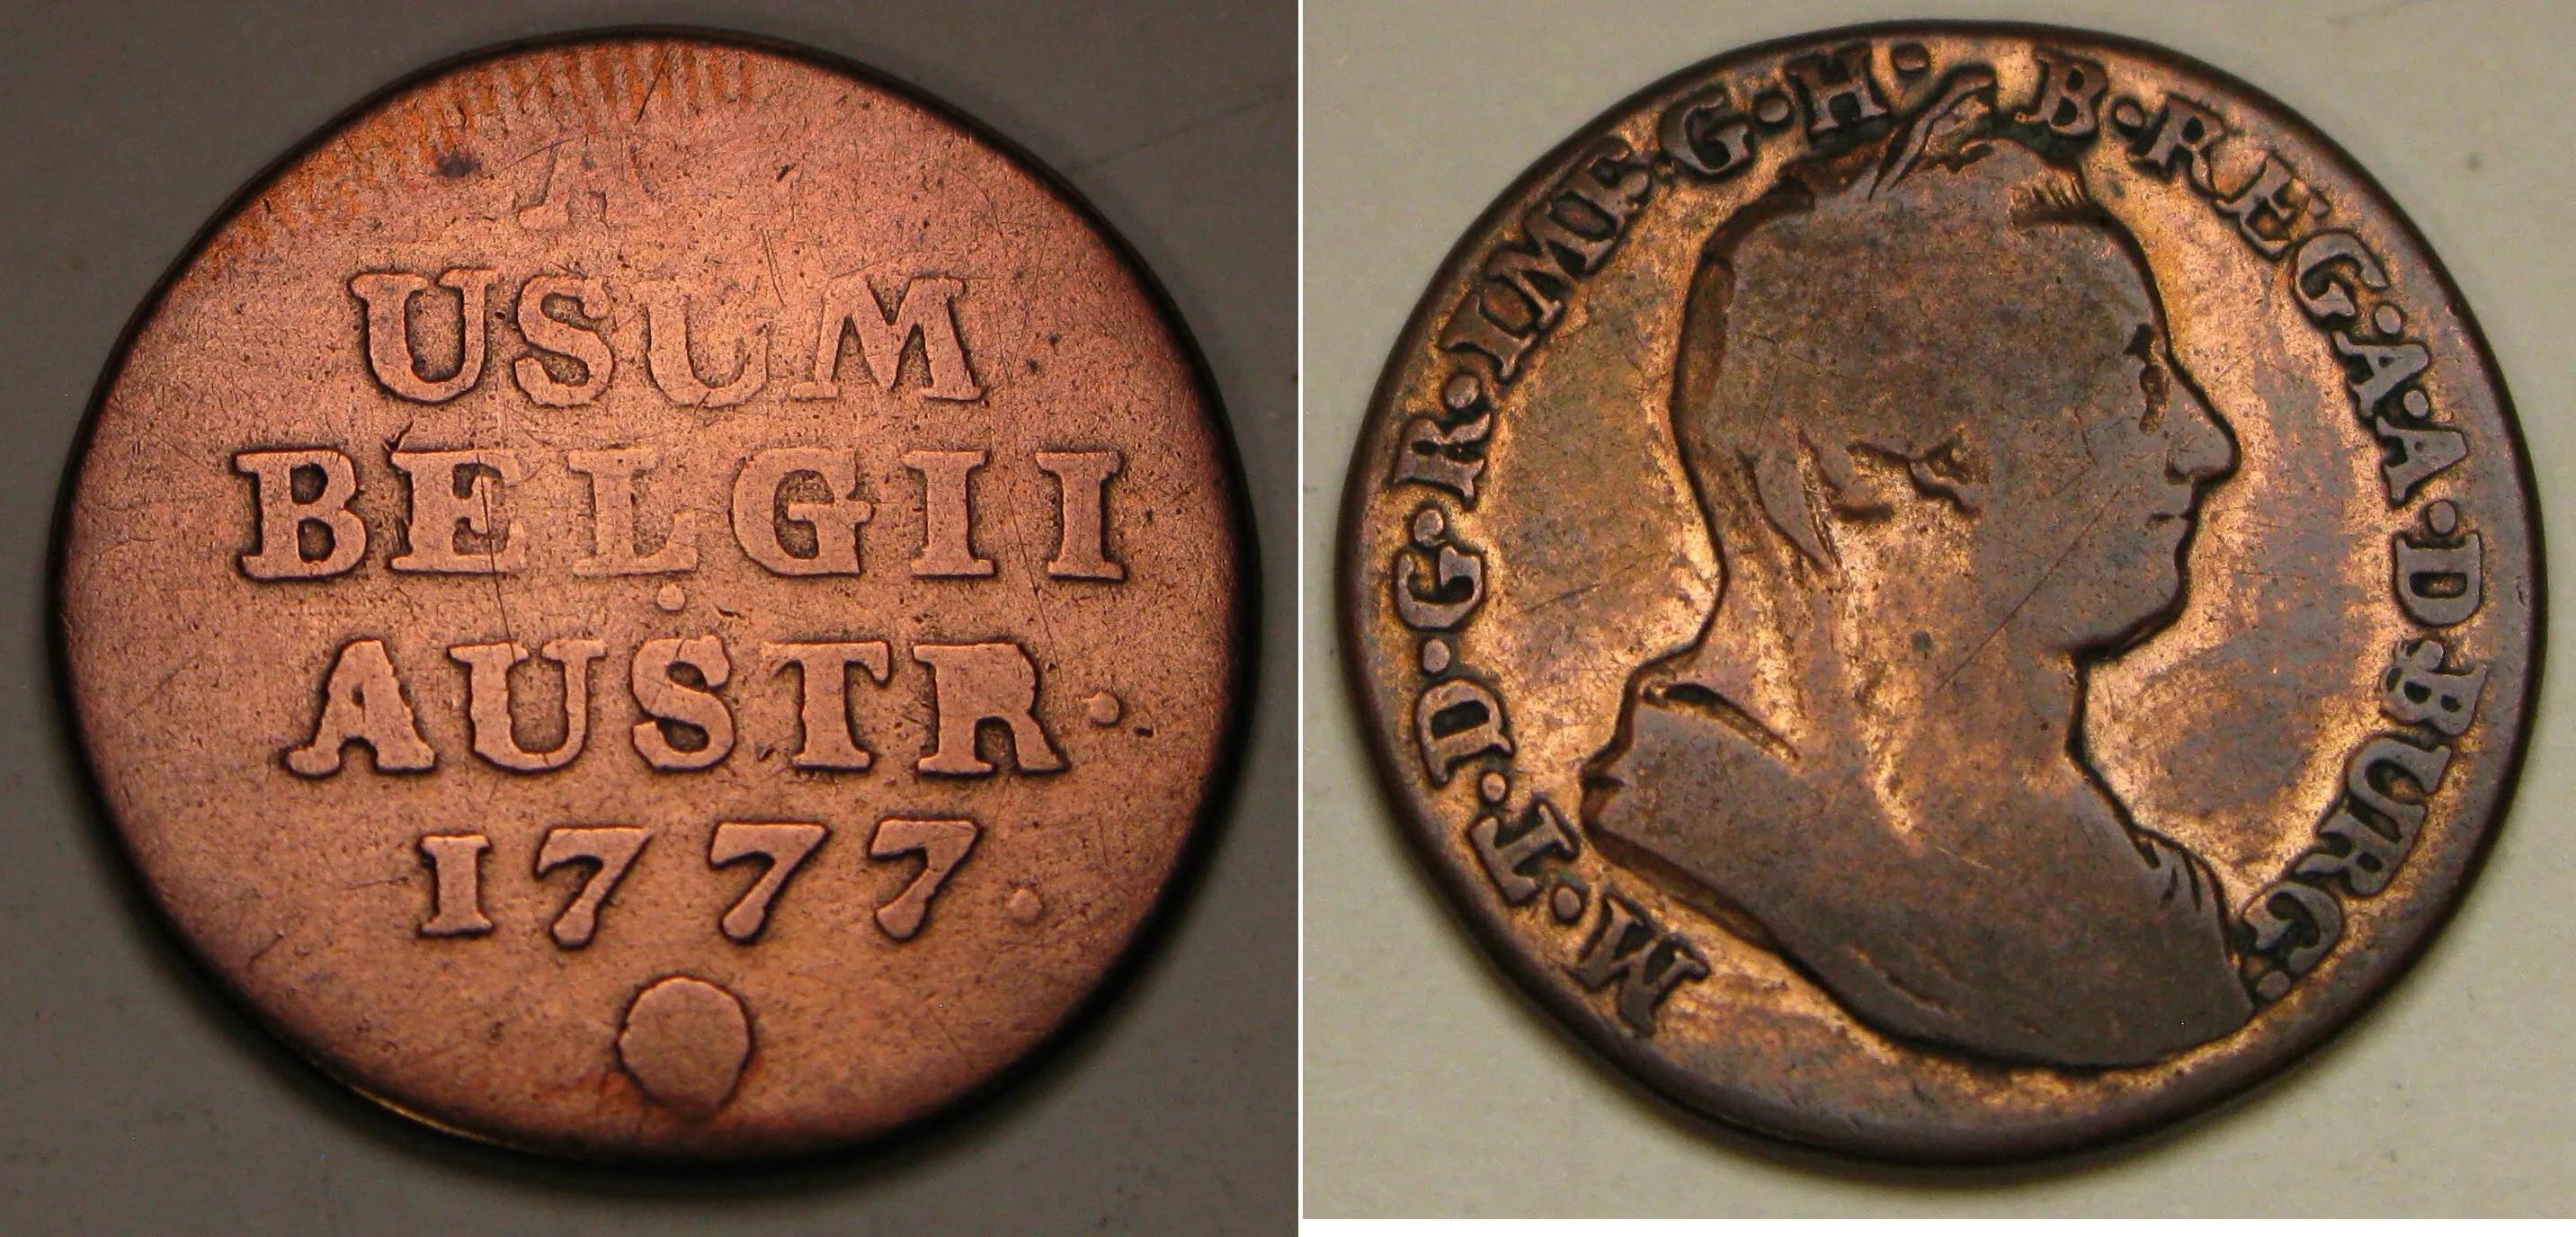 A
USUM
BELGII
AUSTR·
1777·
M·T·D·G·R·IMP·G·H·B·REG·A·A·D·BURG·